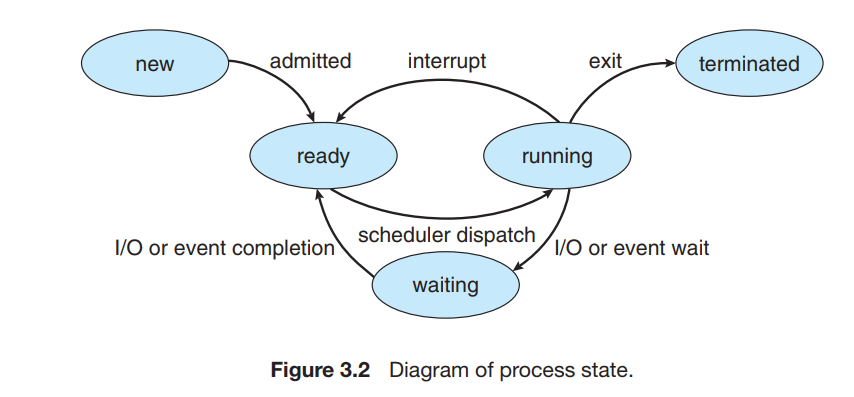 new
admitted
interrupt
exit
terminated
ready
running
scheduler dispatch
I/O or event completion
I/O or event wait
waiting
Figure 3.2 Diagram of process state.